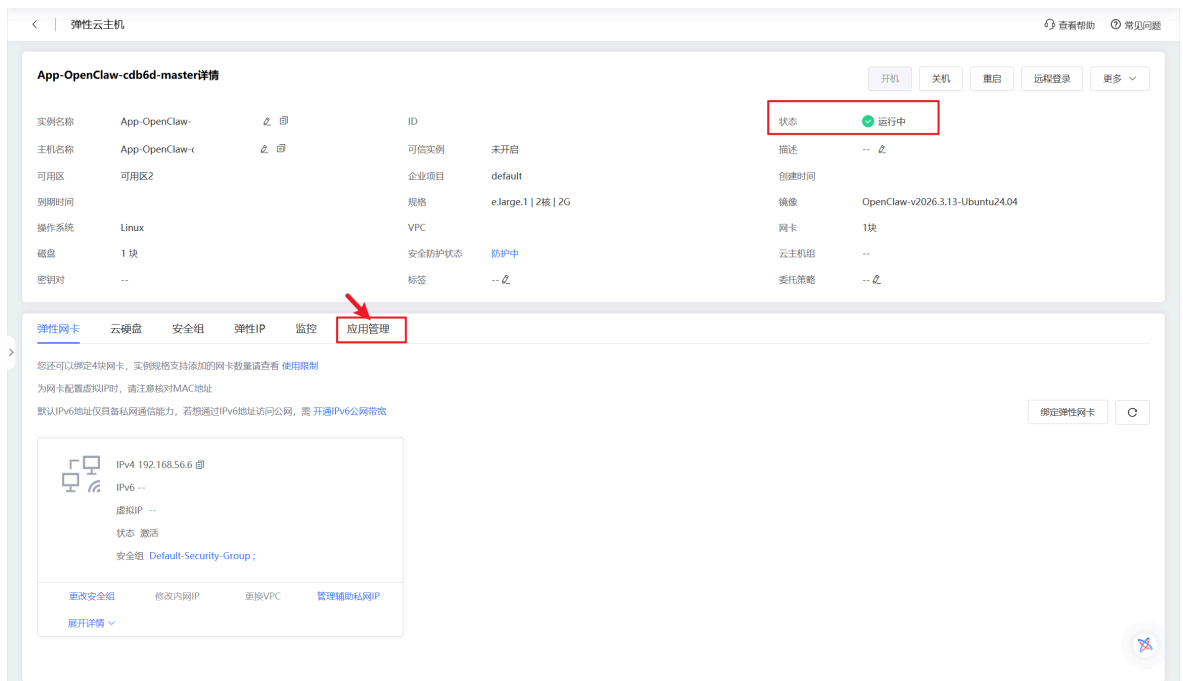 弹性云主机 查看帮助 常见问题
App-OpenClaw-cdb6d-master详情 开机 关机 重启 远程登录 更多
实例名称 App-OpenClaw- ID 状态 运行中
主机名称 App-OpenClaw-c 可信实例 未开启 描述 --
可用区 可用区2 企业项目 default 创建时间
到期时间 规格 e.large.1 | 2核 | 2G 镜像 OpenClaw-v2026.3.13-Ubuntu24.04
操作系统 Linux VPC 网卡 1块
磁盘 1 块 安全防护状态 防护中 云主机组 --
密钥对 -- 标签 -- 委托策略 --
弹性网卡 云硬盘 安全组 弹性IP 监控 应用管理
您还可以绑定4块网卡，实例规格支持添加的网卡数量请查看 使用限制
为网卡配置虚拟IP时，请注意核对MAC地址
默认IPv6地址仅具备私网通信能力，若想通过IPv6地址访问公网，需 开通IPv6公网带宽 绑定弹性网卡
IPv4 192.168.56.6
IPv6 --
虚拟IP --
状态 激活
安全组 Default-Security-Group ;
更改安全组 修改内网IP 更换VPC 管理辅助私网IP
展开详情